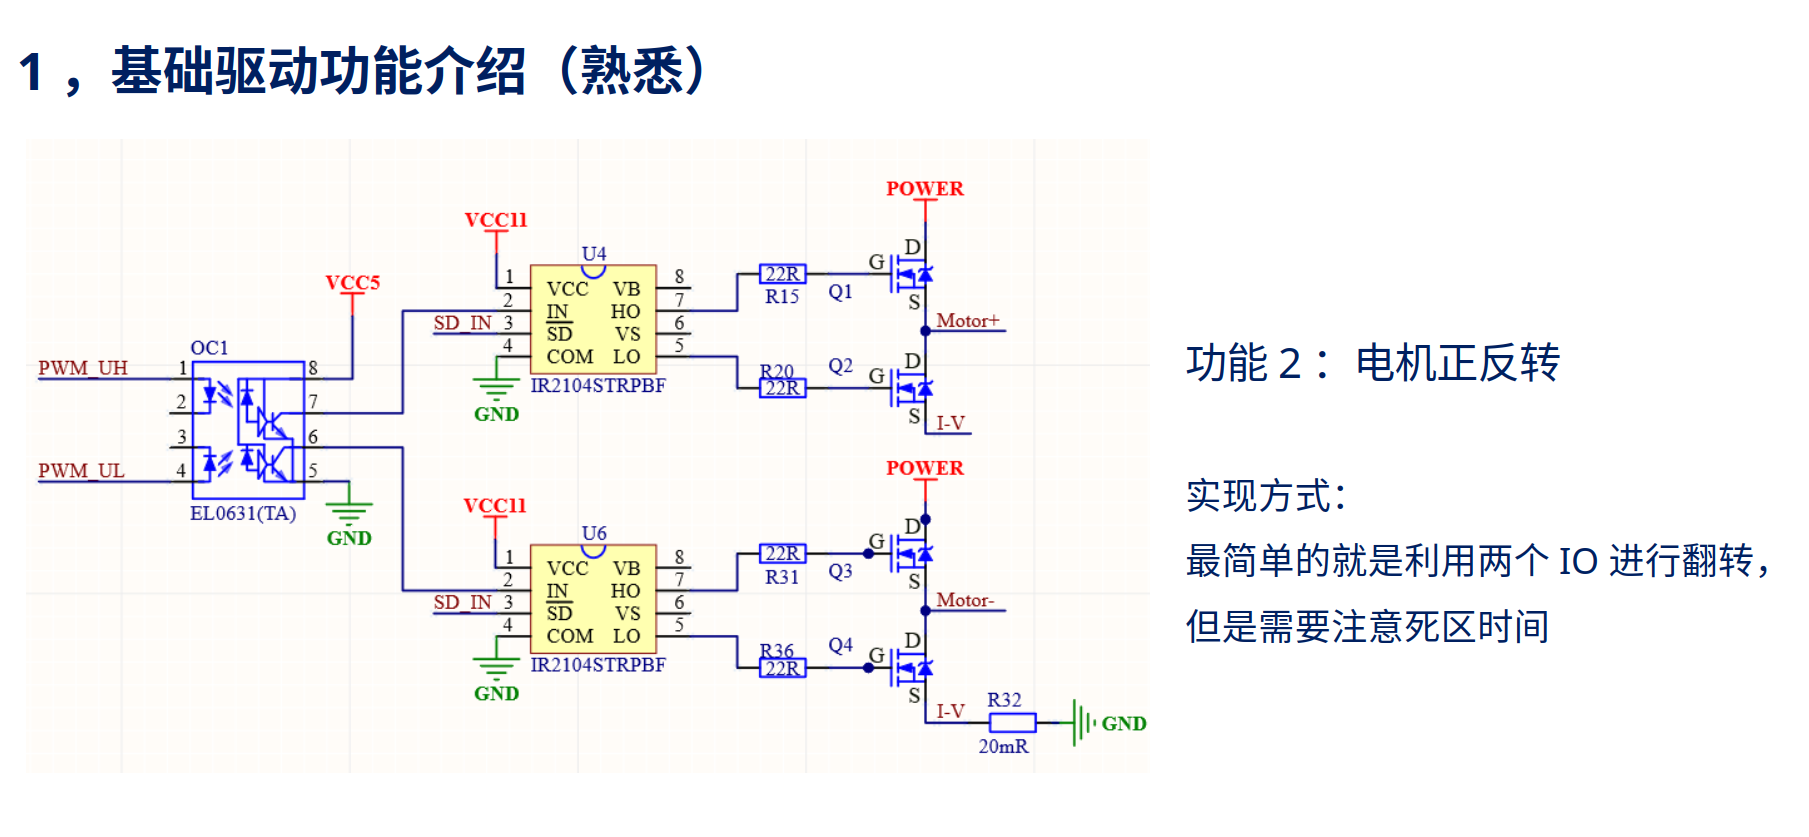 1，基础驱动功能介绍（熟悉）
POWER
VCC11
U4
VCC5
1 VCC VB 8
2 IN HO 7
SD_IN 3 SD VS 6
4 COM LO 5
IR2104STRPBF
GND
D
G
S
22R
R15
Q1
Motor+
R20
22R
Q2
D
G
S
I-V
OC1
PWM_UH 1 8
2 7
3 6
PWM_UL 4 5
EL0631(TA)
GND
POWER
VCC11
U6
1 VCC VB 8
2 IN HO 7
SD_IN 3 SD VS 6
4 COM LO 5
IR2104STRPBF
GND
D
G
S
22R
R31
Q3
Motor-
R36
22R
Q4
D
G
S
I-V
R32
20mR
GND
功能 2：电机正反转
实现方式：
最简单的就是利用两个 IO 进行翻转，
但是需要注意死区时间